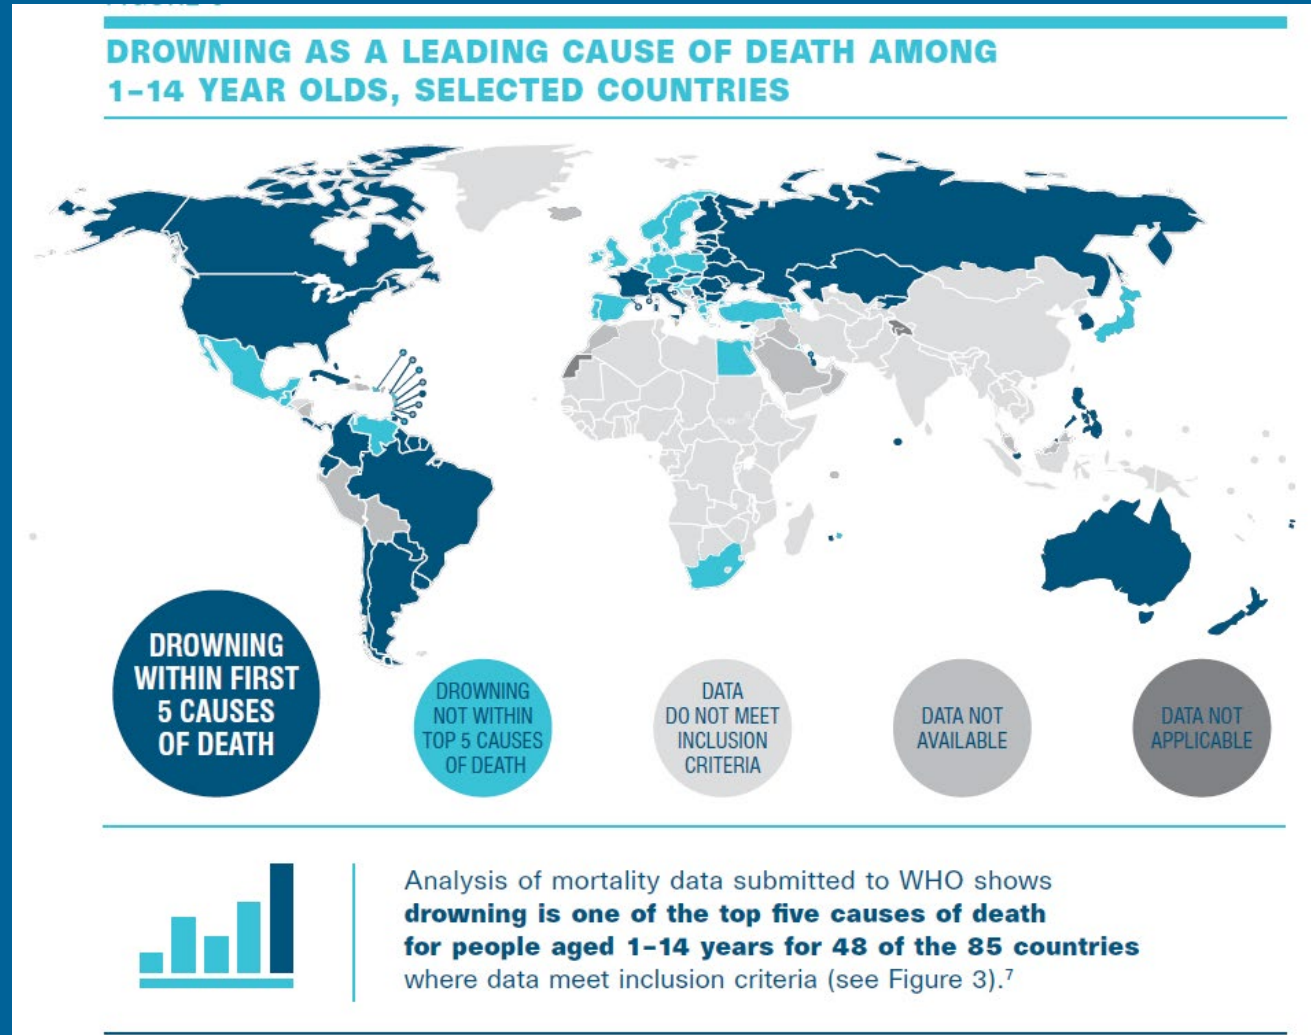 DROWNING AS A LEADING CAUSE OF DEATH AMONG
1–14 YEAR OLDS, SELECTED COUNTRIES
DROWNING
WITHIN FIRST
5 CAUSES
OF DEATH
DROWNING
NOT WITHIN
TOP 5 CAUSES
OF DEATH
DATA
DO NOT MEET
INCLUSION
CRITERIA
DATA NOT
AVAILABLE
DATA NOT
APPLICABLE
Analysis of mortality data submitted to WHO shows
drowning is one of the top five causes of death
for people aged 1–14 years for 48 of the 85 countries
where data meet inclusion criteria (see Figure 3).⁷